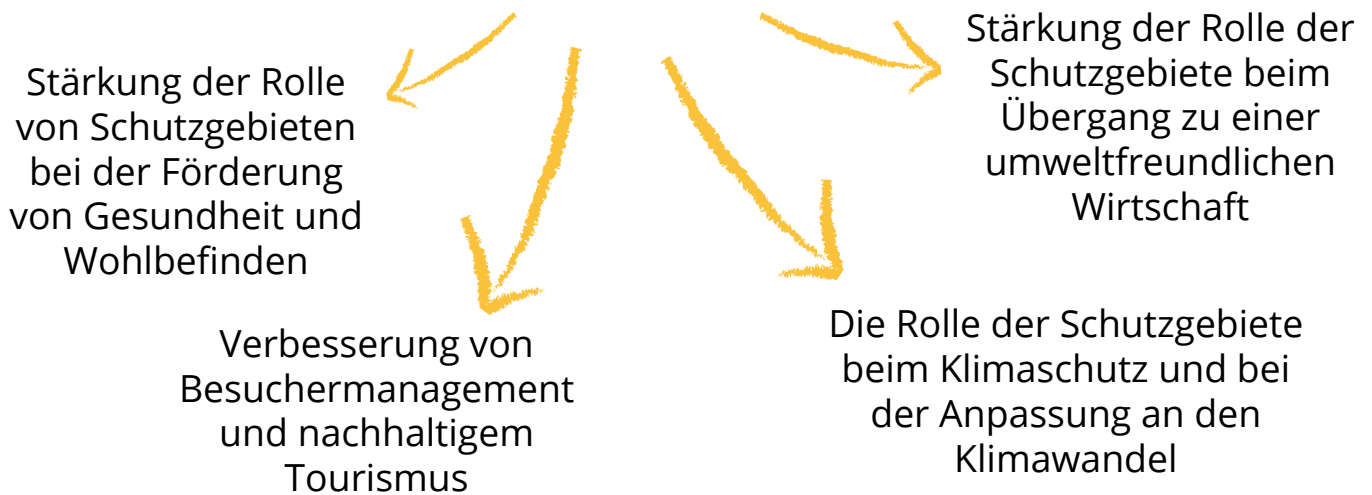 Stärkung der Rolle
von Schutzgebieten
bei der Förderung
von Gesundheit und
Wohlbefinden
Verbesserung von
Besuchermanagement
und nachhaltigem
Tourismus
Die Rolle der Schutzgebiete
beim Klimaschutz und bei
der Anpassung an den
Klimawandel
Stärkung der Rolle der
Schutzgebiete beim
Übergang zu einer
umweltfreundlichen
Wirtschaft